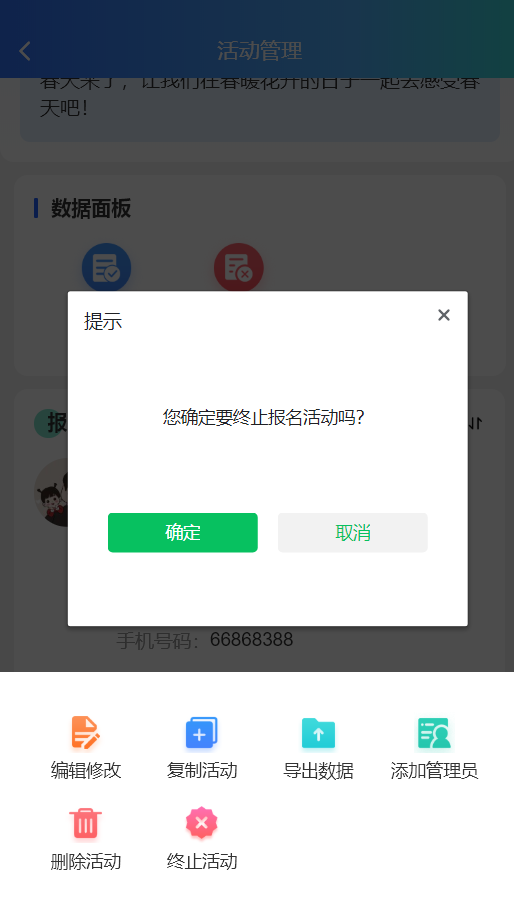 活动管理
春天来了，让我们在春暖花开的日子一起去感受春
天吧！
数据面板
提示
您确定要终止报名活动吗？
报
确定
取消
手机号码：66868388
编辑修改
复制活动
导出数据
添加管理员
删除活动
终止活动